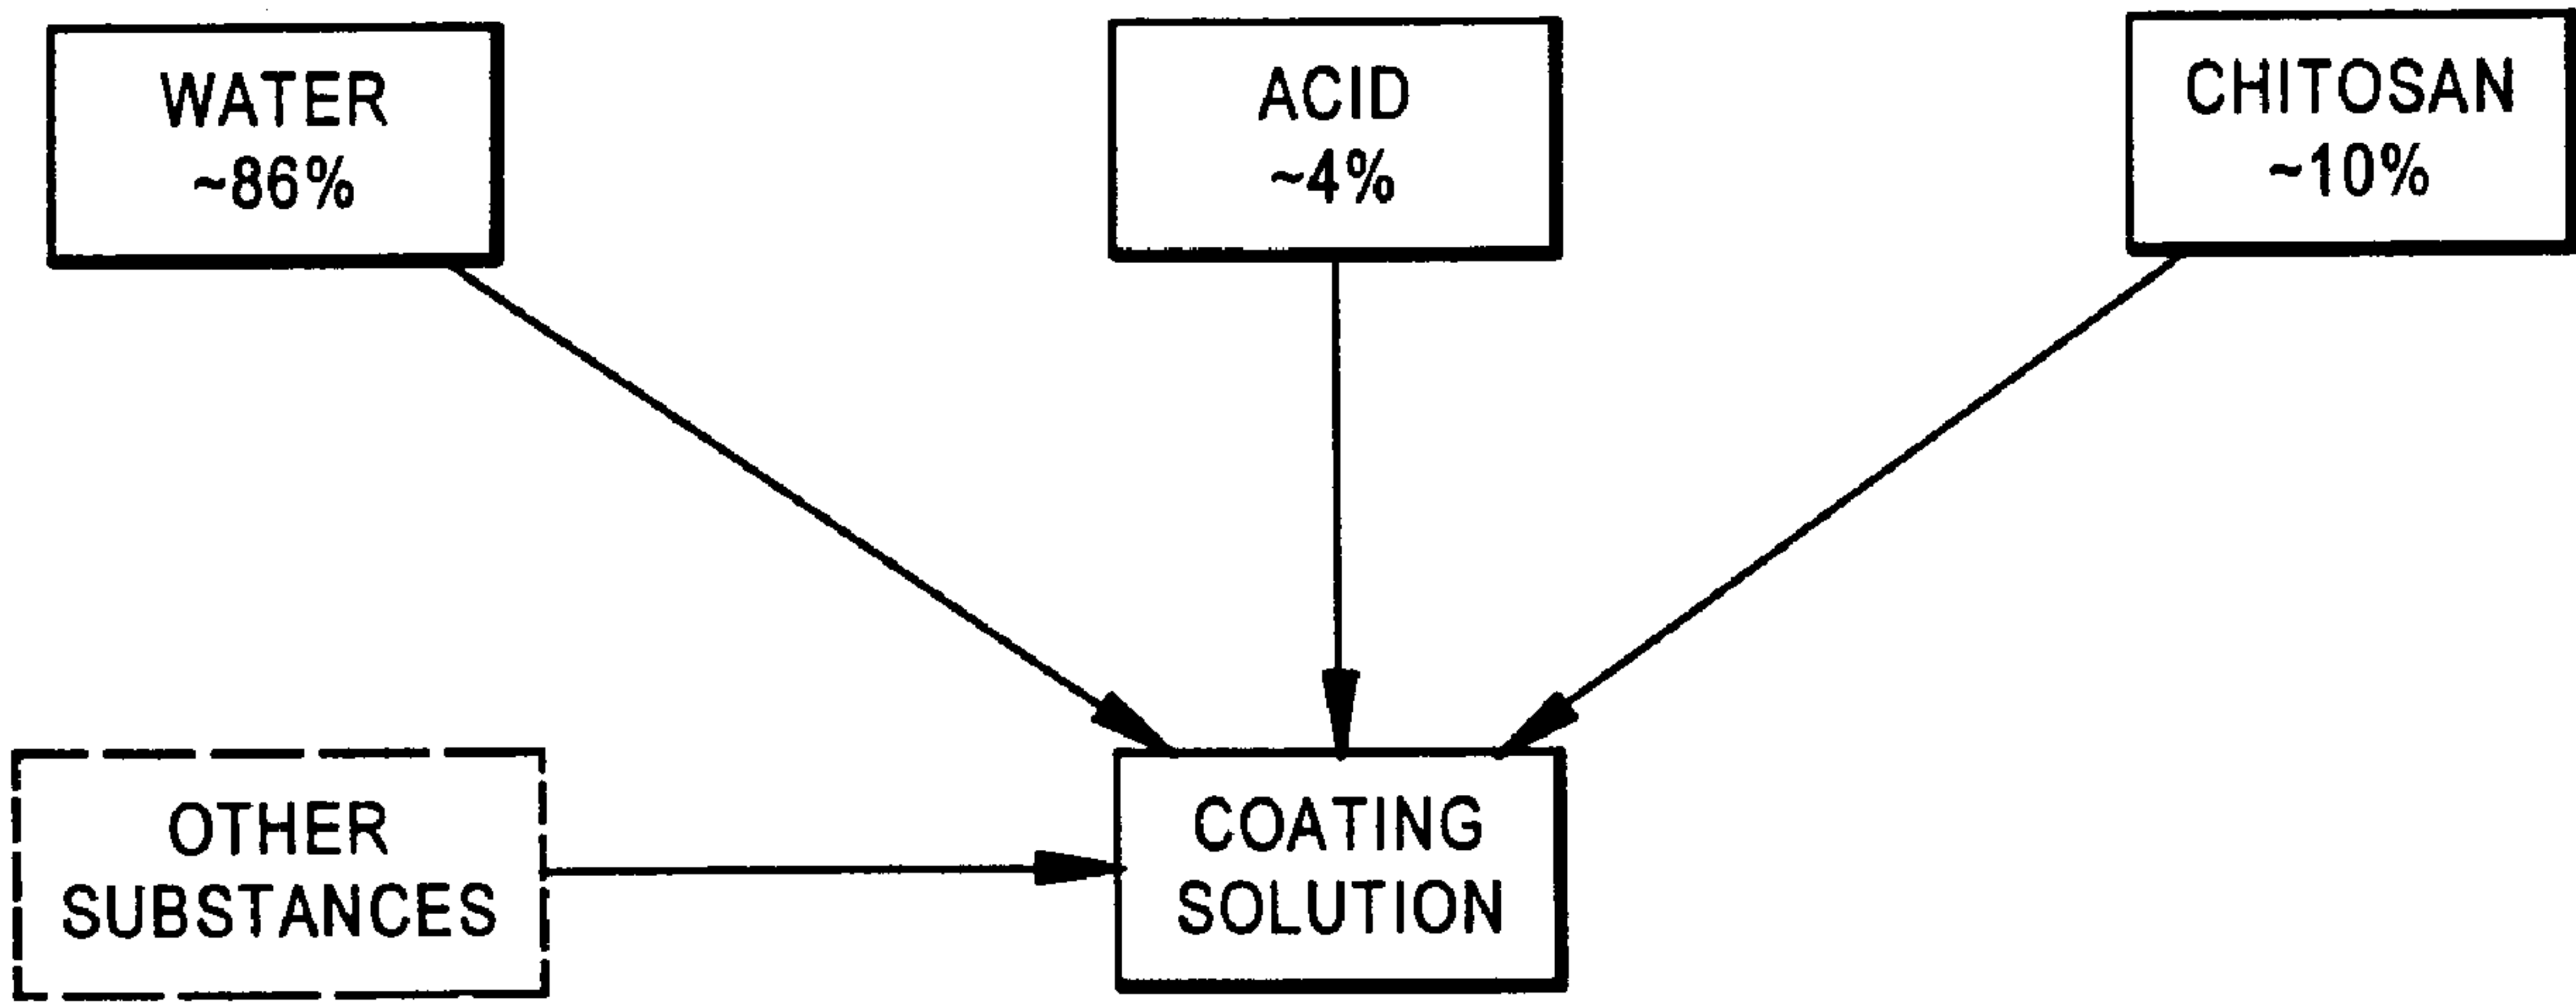 WATER
~86%
ACID
~4%
CHITOSAN
~10%
OTHER
SUBSTANCES
COATING
SOLUTION